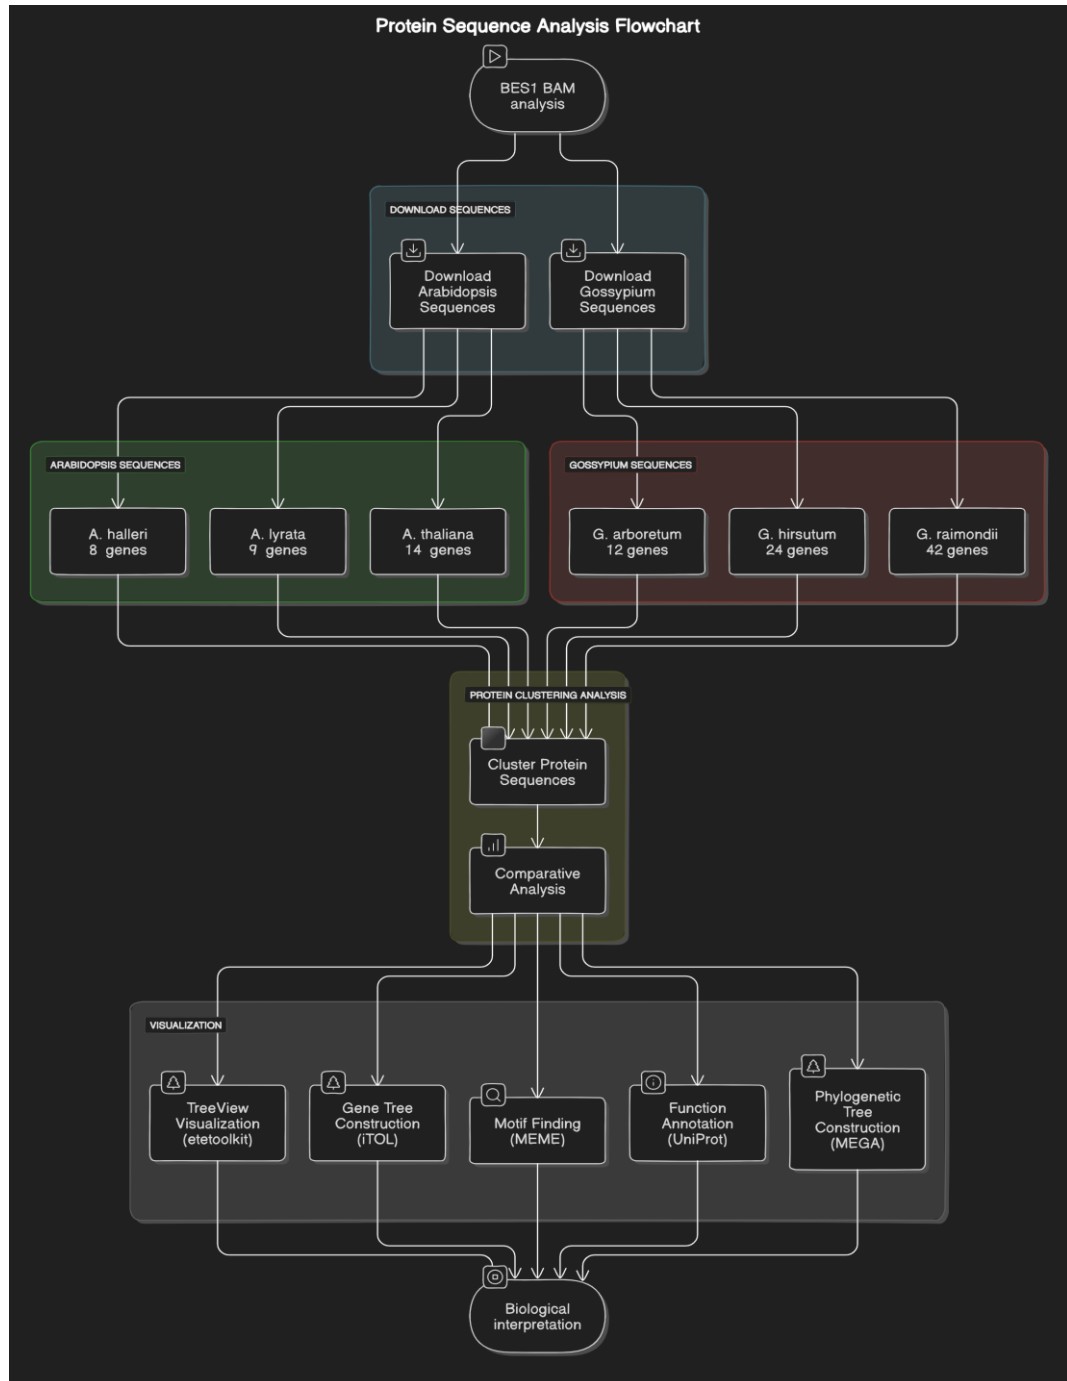 Protein Sequence Analysis Flowchart
BES1 BAM
analysis
DOWNLOAD SEQUENCES
Download
Arabidopsis
Sequences
Download
Gossypium
Sequences
ARABIDOPSIS SEQUENCES
A. halleri
8 genes
A. lyrata
9 genes
A. thaliana
14 genes
GOSSYPIUM SEQUENCES
G. arboretum
12 genes
G. hirsutum
24 genes
G. raimondii
42 genes
PROTEIN CLUSTERING ANALYSIS
Cluster Protein
Sequences
Comparative
Analysis
VISUALIZATION
TreeView
Visualization
(etetoolkit)
Gene Tree
Construction
(iTOL)
Motif Finding
(MEME)
Function
Annotation
(UniProt)
Phylogenetic
Tree
Construction
(MEGA)
Biological
interpretation